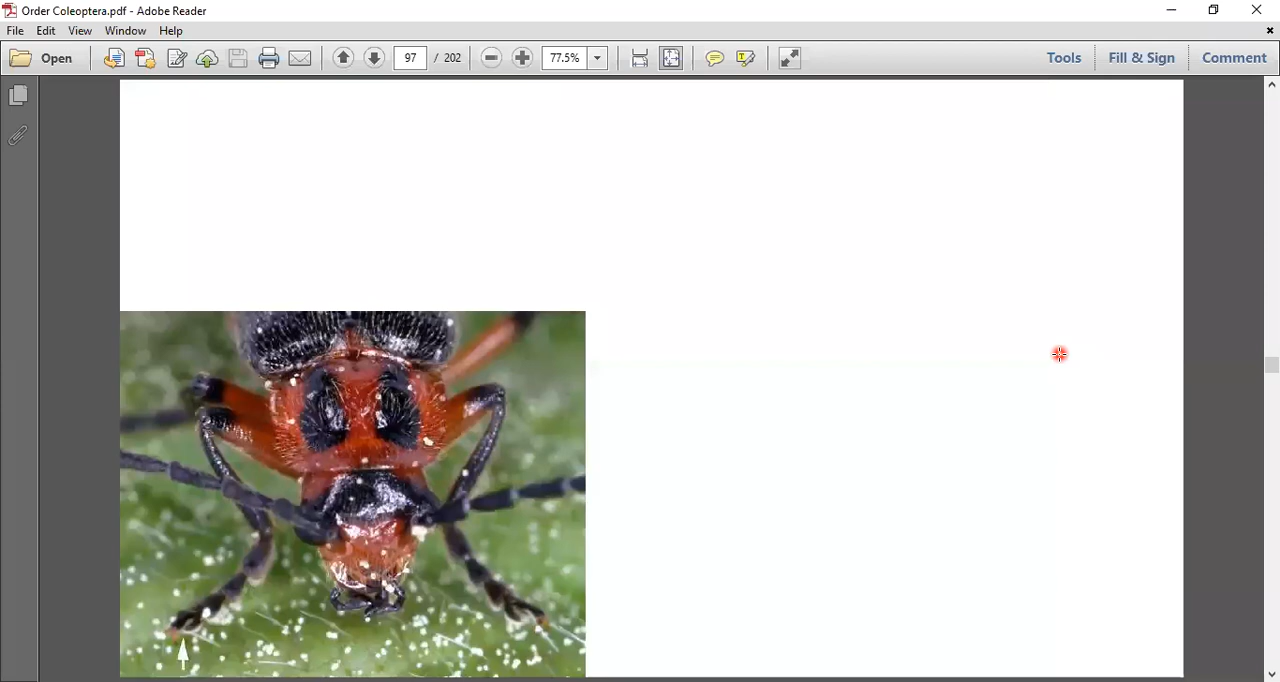 Order Coleoptera.pdf - Adobe Reader
File Edit View Window Help
Open 97 / 202 77.5% Tools Fill & Sign Comment